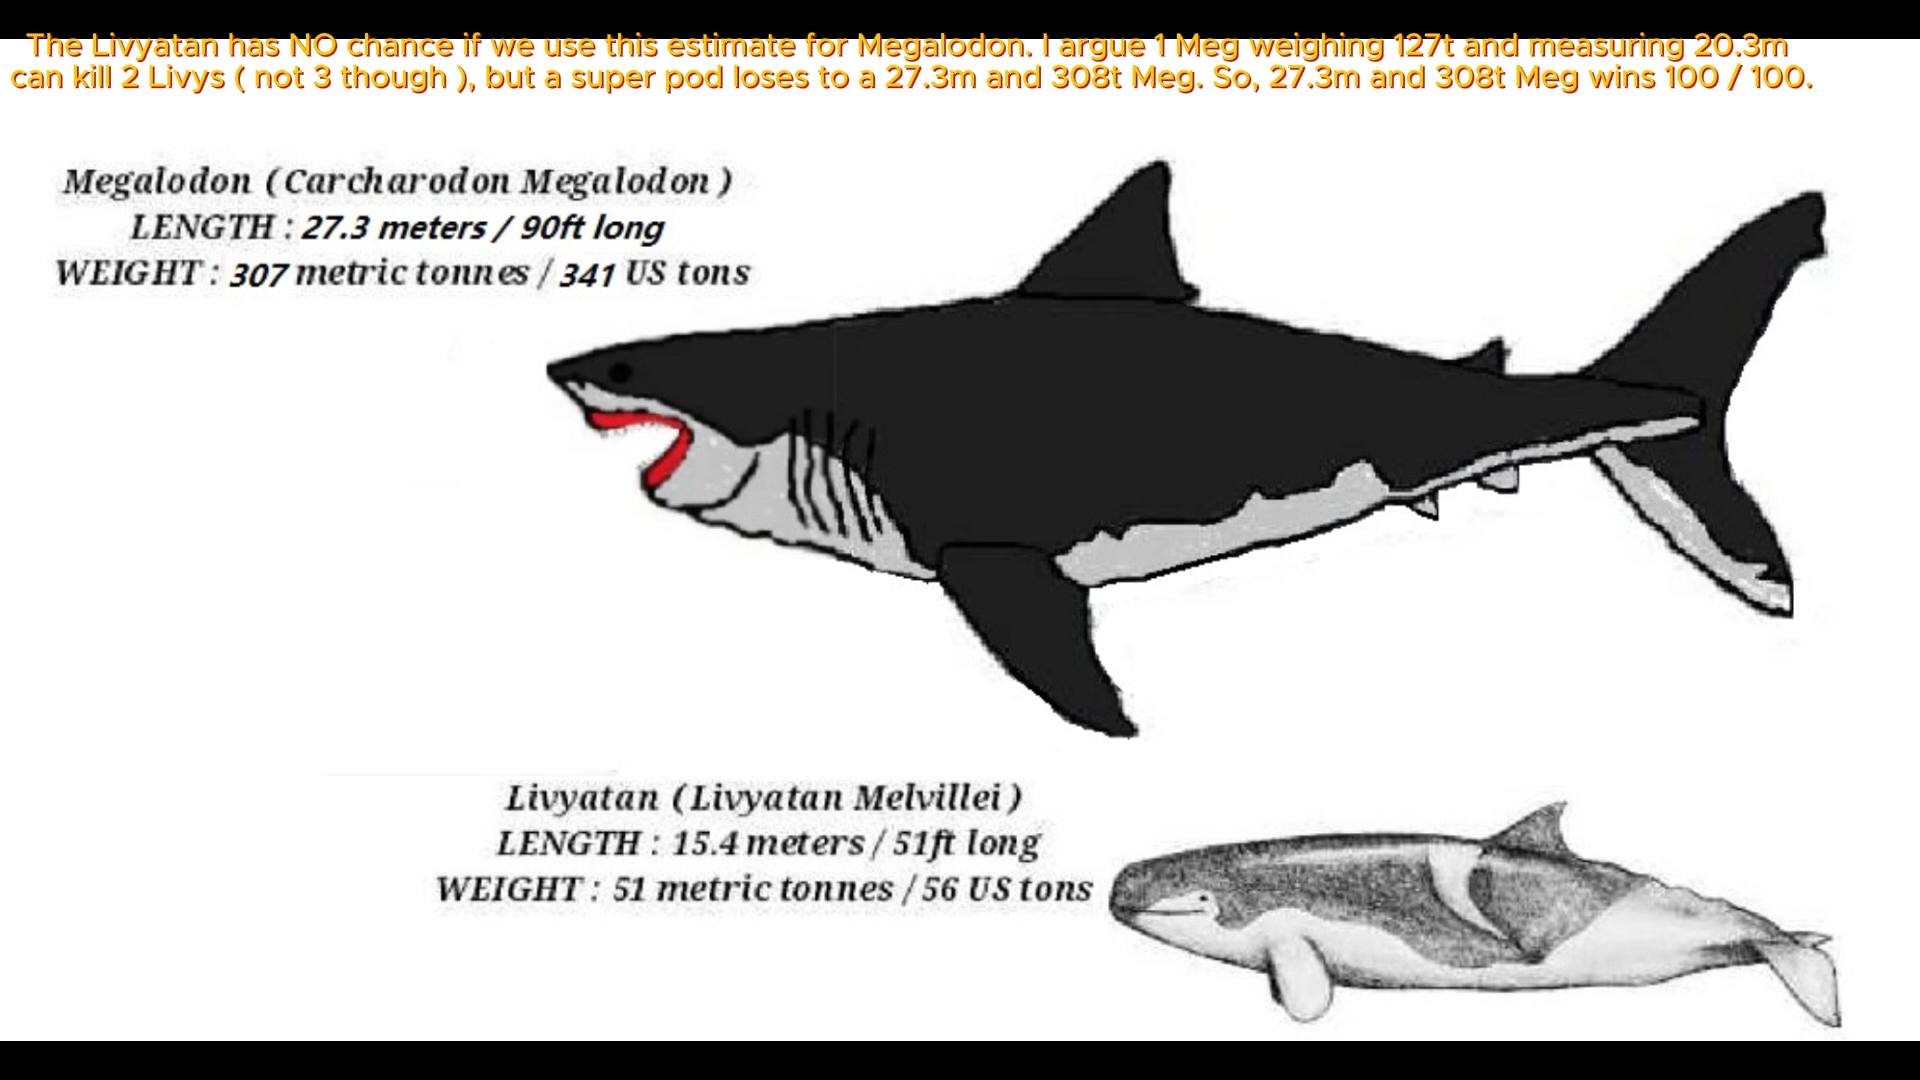 The Livyatan has NO chance if we use this estimate for Megalodon. I argue 1 Meg weighing 127t and measuring 20.3m
can kill 2 Livys ( not 3 though ), but a super pod loses to a 27.3m and 308t Meg. So, 27.3m and 308t Meg wins 100 / 100.
Megalodon ( Carcharodon Megalodon )
LENGTH : 27.3 meters / 90ft long
WEIGHT : 307 metric tonnes / 341 US tons
Livyatan ( Livyatan Melvillei )
LENGTH : 15.4 meters / 51ft long
WEIGHT : 51 metric tonnes / 56 US tons